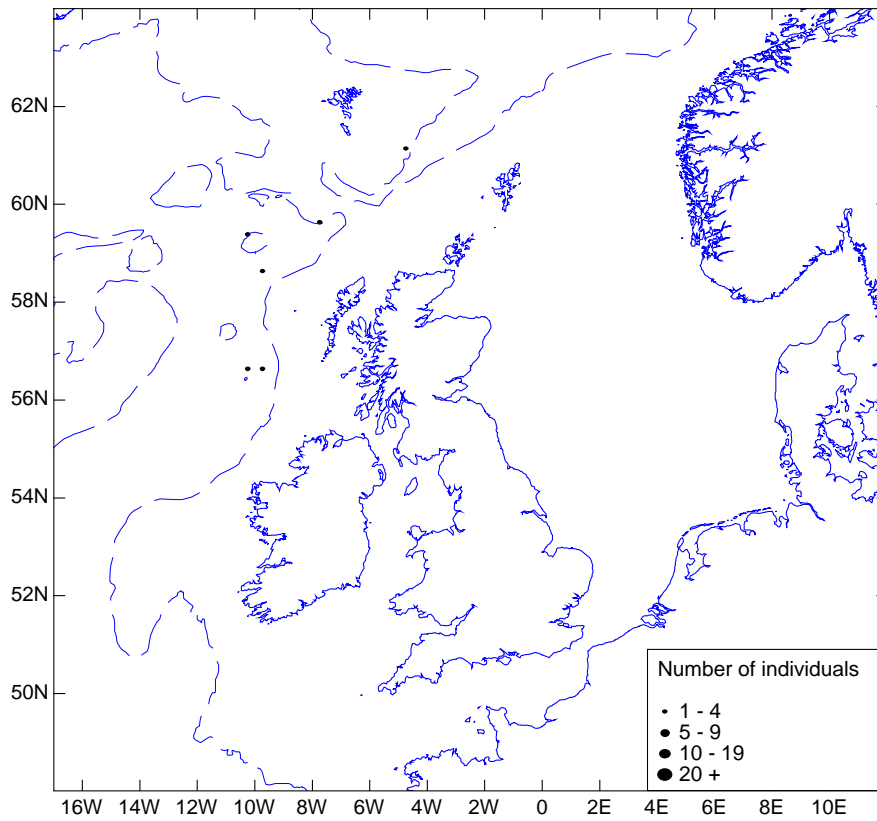 62N
60N
58N
56N
54N
52N
50N
Number of individuals
1 - 4
5 - 9
10 - 19
20 +
16W 14W 12W 10W 8W 6W 4W 2W 0 2E 4E 6E 8E 10E